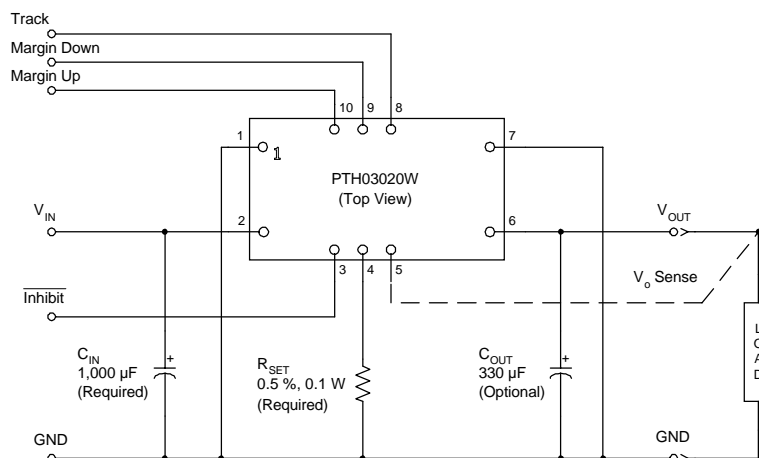 Track
Margin Down
Margin Up
10 9 8
1
1
7
PTH03020W
(Top View)
V_IN
2
6
V_OUT
3
4
5
V_o Sense
Inhibit
C_IN
1,000 µF
(Required)
+
R_SET
0.5 %, 0.1 W
(Required)
C_OUT
330 µF
(Optional)
+
L
O
A
D
GND
GND